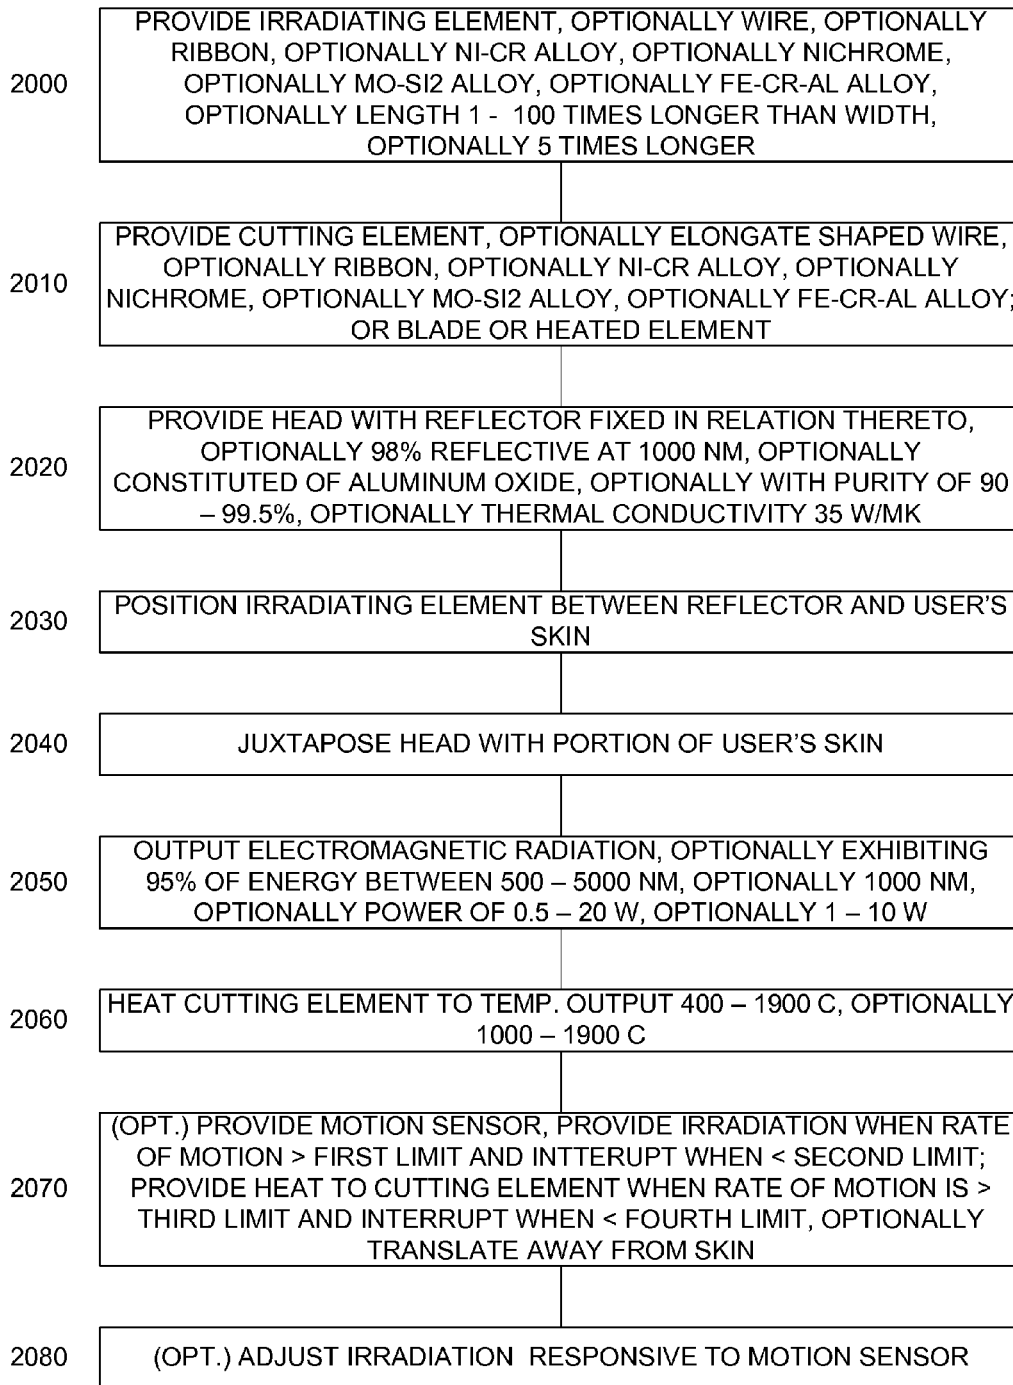 PROVIDE IRRADIATING ELEMENT, OPTIONALLY WIRE, OPTIONALLY
RIBBON, OPTIONALLY NI-CR ALLOY, OPTIONALLY NICHROME,
2000
OPTIONALLY MO-SI2 ALLOY, OPTIONALLY FE-CR-AL ALLOY,
OPTIONALLY LENGTH 1 - 100 TIMES LONGER THAN WIDTH,
OPTIONALLY 5 TIMES LONGER
PROVIDE CUTTING ELEMENT, OPTIONALLY ELONGATE SHAPED WIRE,
2010
OPTIONALLY RIBBON, OPTIONALLY NI-CR ALLOY, OPTIONALLY
NICHROME, OPTIONALLY MO-SI2 ALLOY, OPTIONALLY FE-CR-AL ALLOY;
OR BLADE OR HEATED ELEMENT
PROVIDE HEAD WITH REFLECTOR FIXED IN RELATION THERETO,
2020
OPTIONALLY 98% REFLECTIVE AT 1000 NM, OPTIONALLY
CONSTITUTED OF ALUMINUM OXIDE, OPTIONALLY WITH PURITY OF 90
– 99.5%, OPTIONALLY THERMAL CONDUCTIVITY 35 W/MK
2030
POSITION IRRADIATING ELEMENT BETWEEN REFLECTOR AND USER'S
SKIN
2040
JUXTAPOSE HEAD WITH PORTION OF USER'S SKIN
2050
OUTPUT ELECTROMAGNETIC RADIATION, OPTIONALLY EXHIBITING
95% OF ENERGY BETWEEN 500 – 5000 NM, OPTIONALLY 1000 NM,
OPTIONALLY POWER OF 0.5 – 20 W, OPTIONALLY 1 – 10 W
2060
HEAT CUTTING ELEMENT TO TEMP. OUTPUT 400 – 1900 C, OPTIONALLY
1000 – 1900 C
(OPT.) PROVIDE MOTION SENSOR, PROVIDE IRRADIATION WHEN RATE
OF MOTION > FIRST LIMIT AND INTTERUPT WHEN < SECOND LIMIT;
2070
PROVIDE HEAT TO CUTTING ELEMENT WHEN RATE OF MOTION IS >
THIRD LIMIT AND INTERRUPT WHEN < FOURTH LIMIT, OPTIONALLY
TRANSLATE AWAY FROM SKIN
2080
(OPT.) ADJUST IRRADIATION RESPONSIVE TO MOTION SENSOR